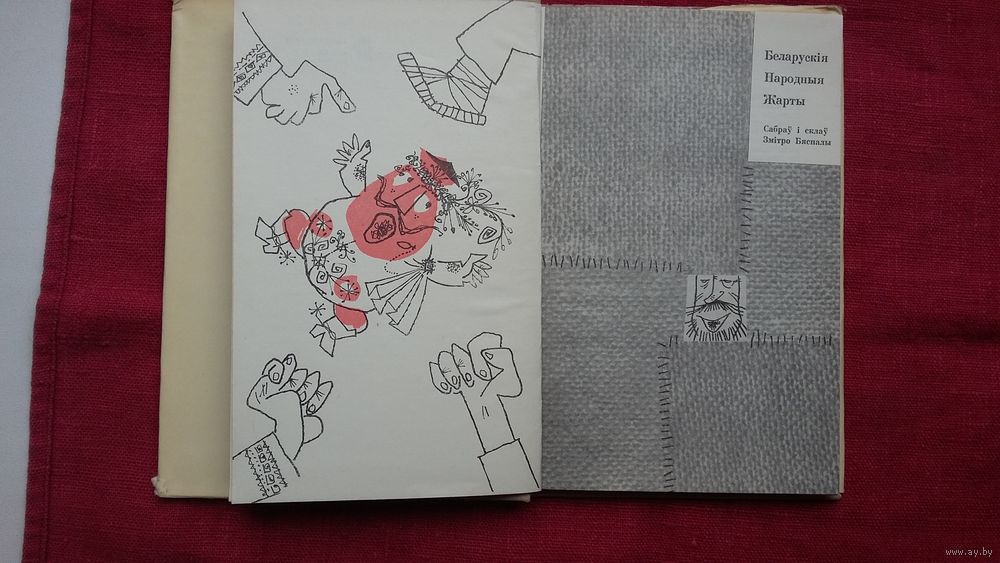 Беларускія
Народныя
Жарты
Сабраў і склаў
Змітро Бяспалы
www.ay.by